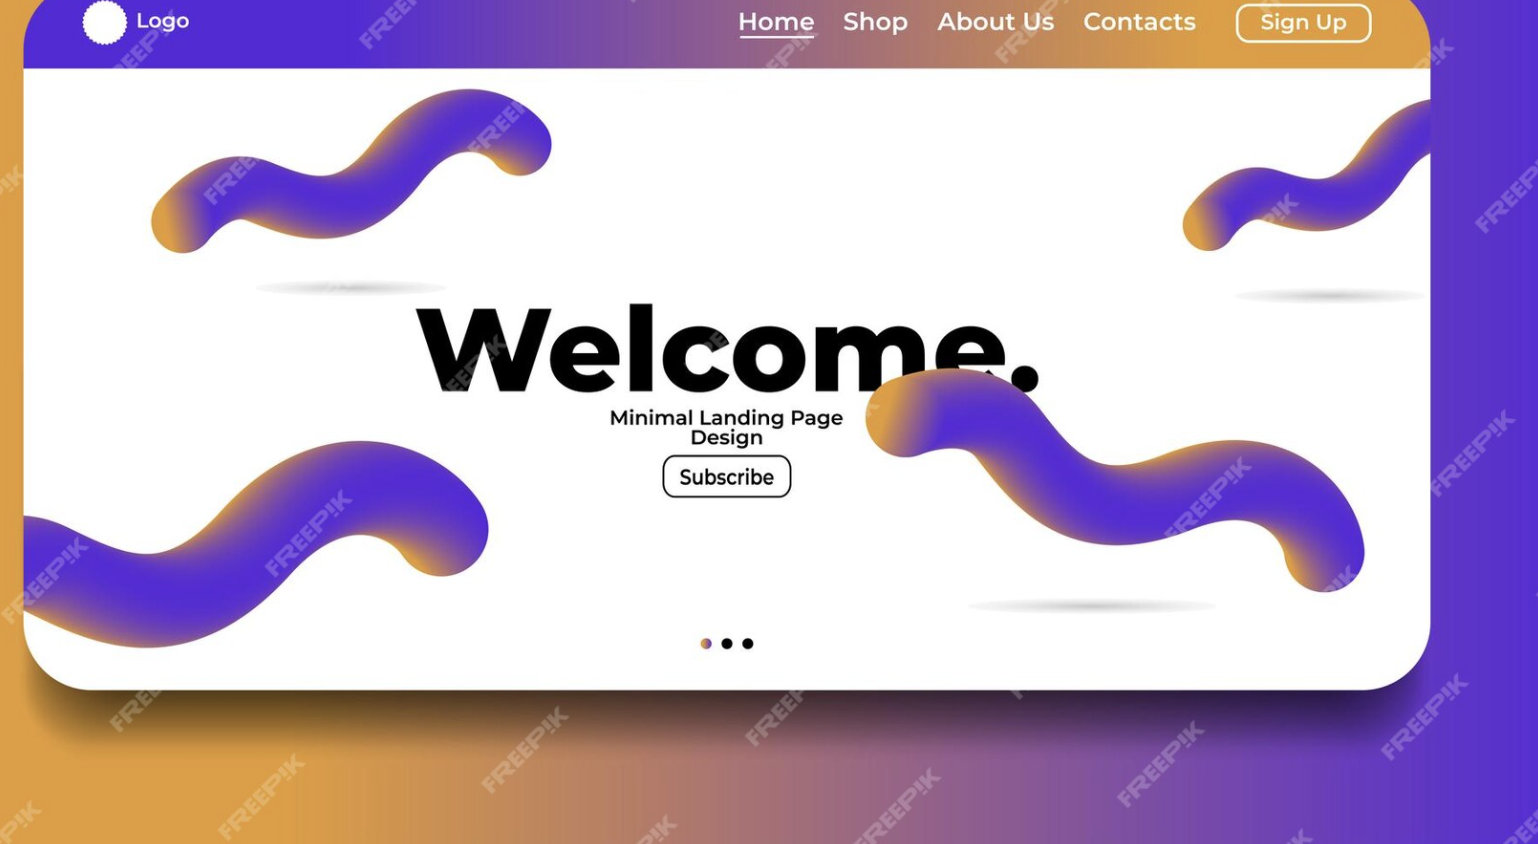 Logo
Home Shop About Us Contacts Sign Up
Welcome.
Minimal Landing Page
Design
Subscribe
FREEPIK